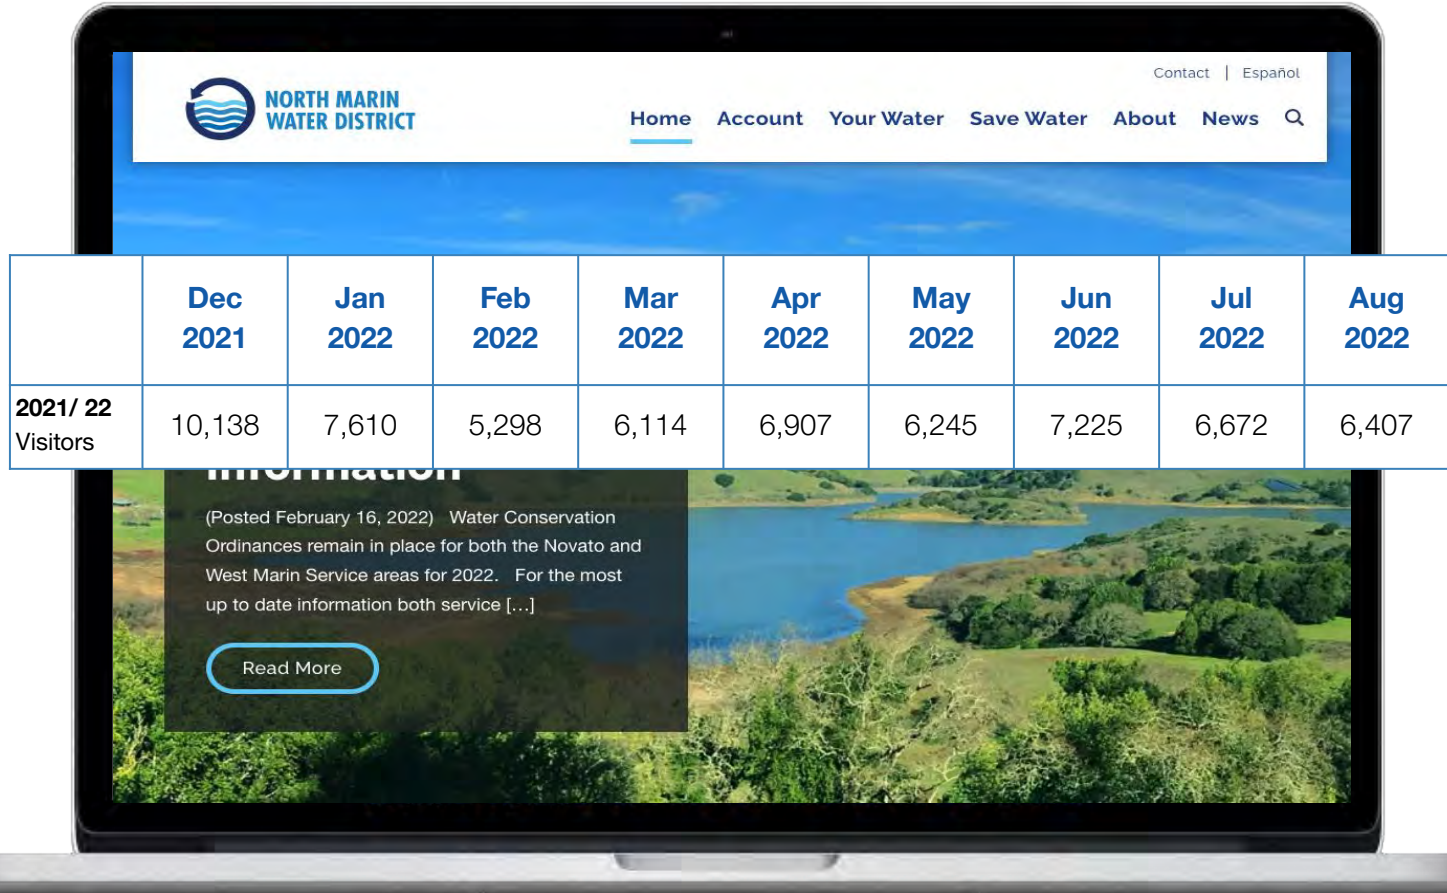 Contact | Español
NORTH MARIN
WATER DISTRICT
Home Account Your Water Save Water About News
Dec 2021 Jan 2022 Feb 2022 Mar 2022 Apr 2022 May 2022 Jun 2022 Jul 2022 Aug 2022
2021/ 22 Visitors 10,138 7,610 5,298 6,114 6,907 6,245 7,225 6,672 6,407
Information
(Posted February 16, 2022) Water Conservation
Ordinances remain in place for both the Novato and
West Marin Service areas for 2022. For the most
up to date information both service […]
Read More